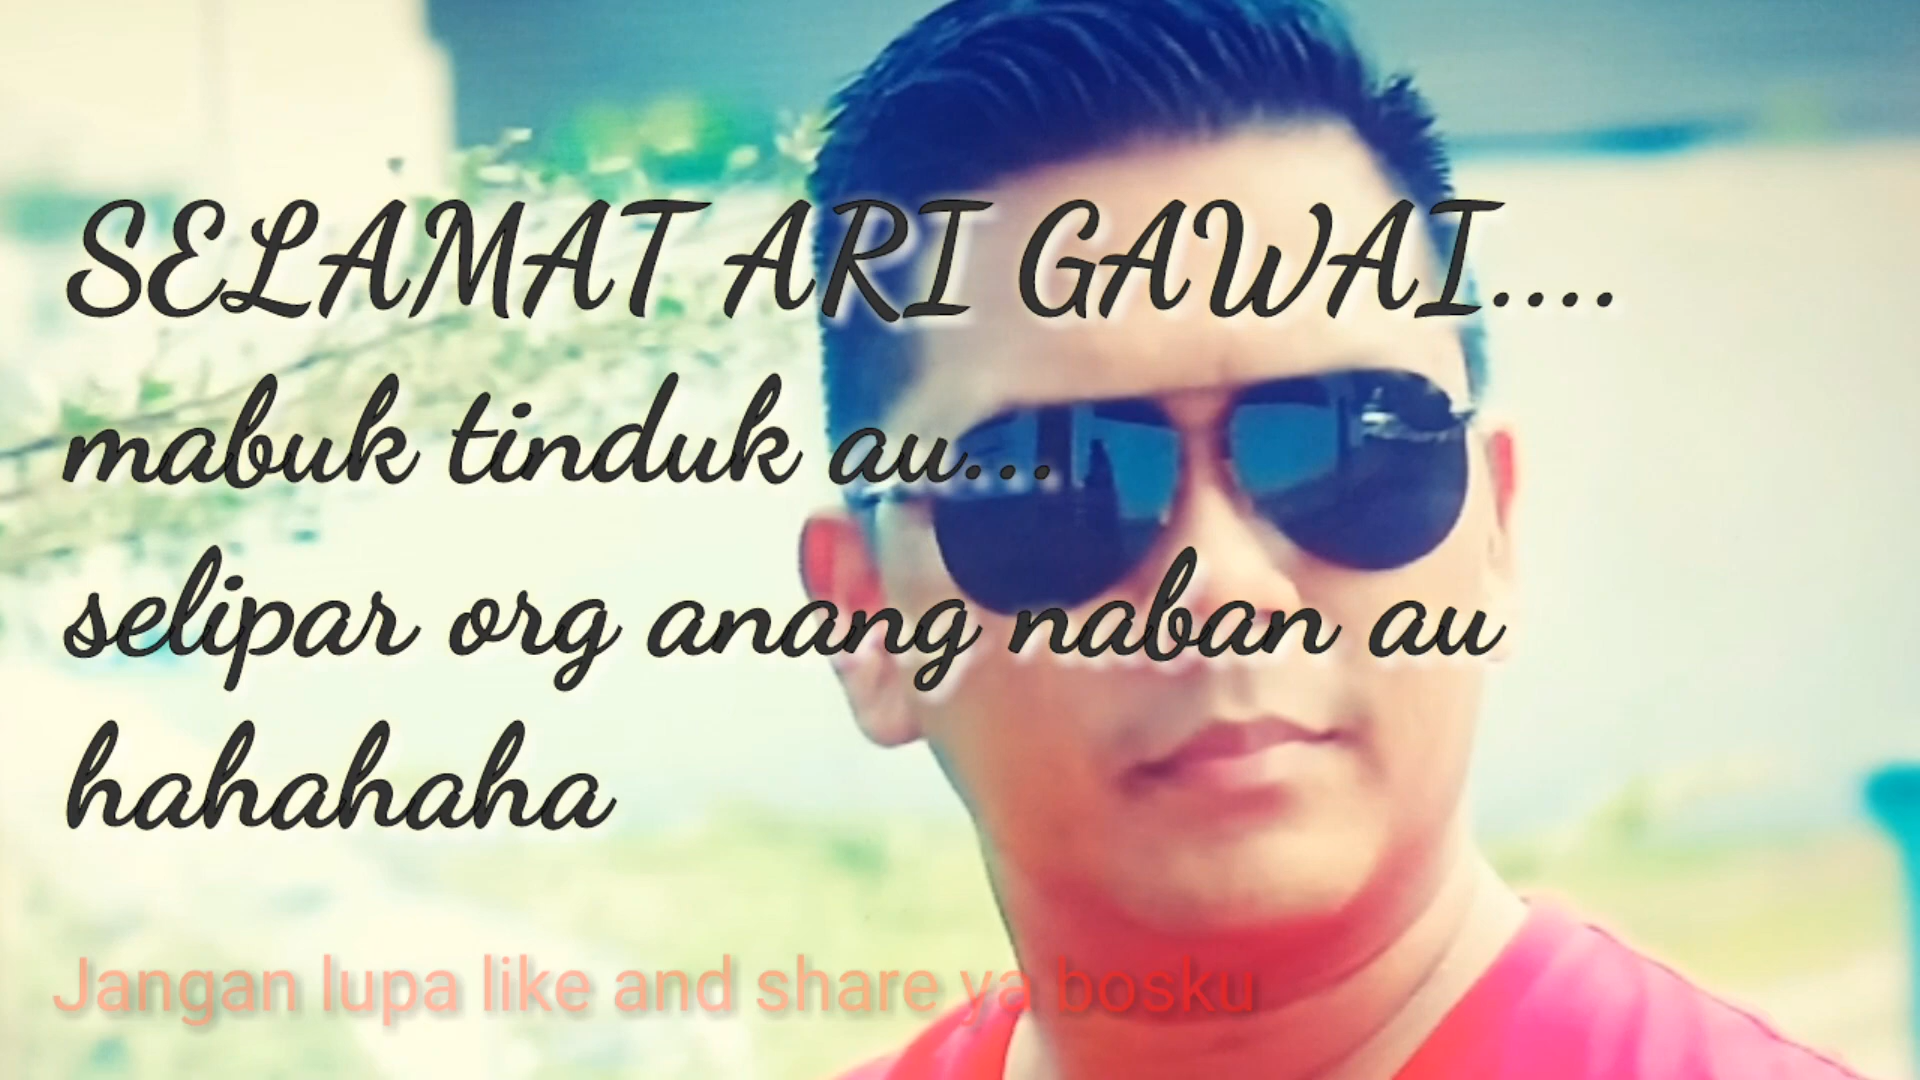 SELAMAT ARI GAWAI....
mabuk tinduk au...
selipar org anang naban au
hahahaha
Jangan lupa like and share ya bosku